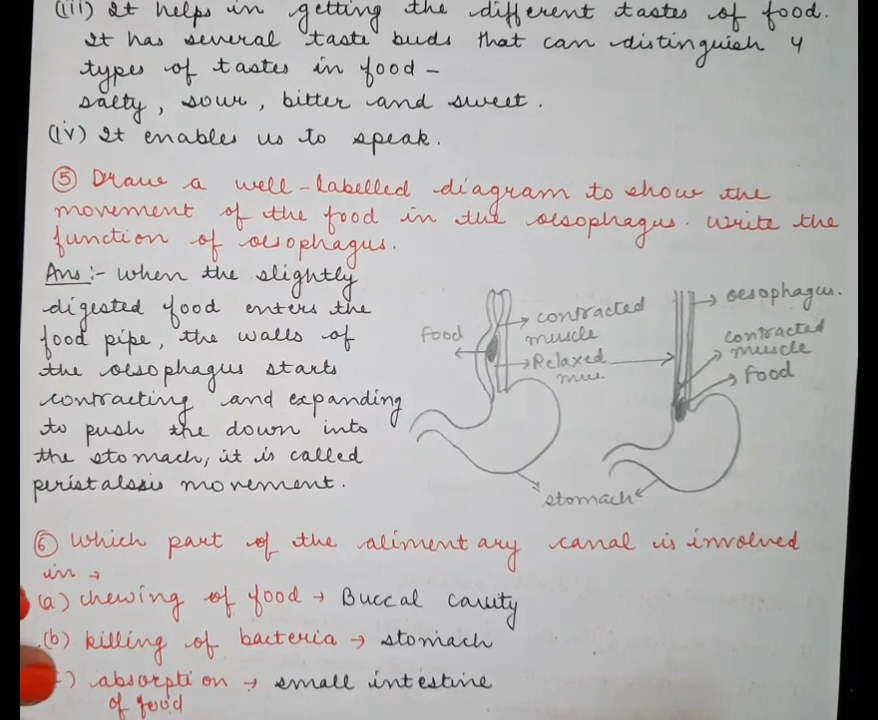 (iii) It helps in getting the different tastes of food.
It has several taste buds that can distinguish 4
types of tastes in food -
salty, sour, bitter and sweet.
(iv) It enables us to speak.
⑤ Draw a well-labelled diagram to show the
movement of the food in the oesophagus. Write the
function of oesophagus.
Ans:- When the slightly
digested food enters the
food pipe, the walls of
the oesophagus starts
contracting and expanding
to push the down into
the stomach, it is called
peristalsis movement.
Food
contracted
muscle
Relaxed
mus.
oesophagus.
contracted
muscle
Food
stomach
⑥ Which part of the alimentary canal is involved
in →
(a) chewing of food → Buccal cavity
(b) killing of bacteria → stomach
) absorption → small intestine
of food